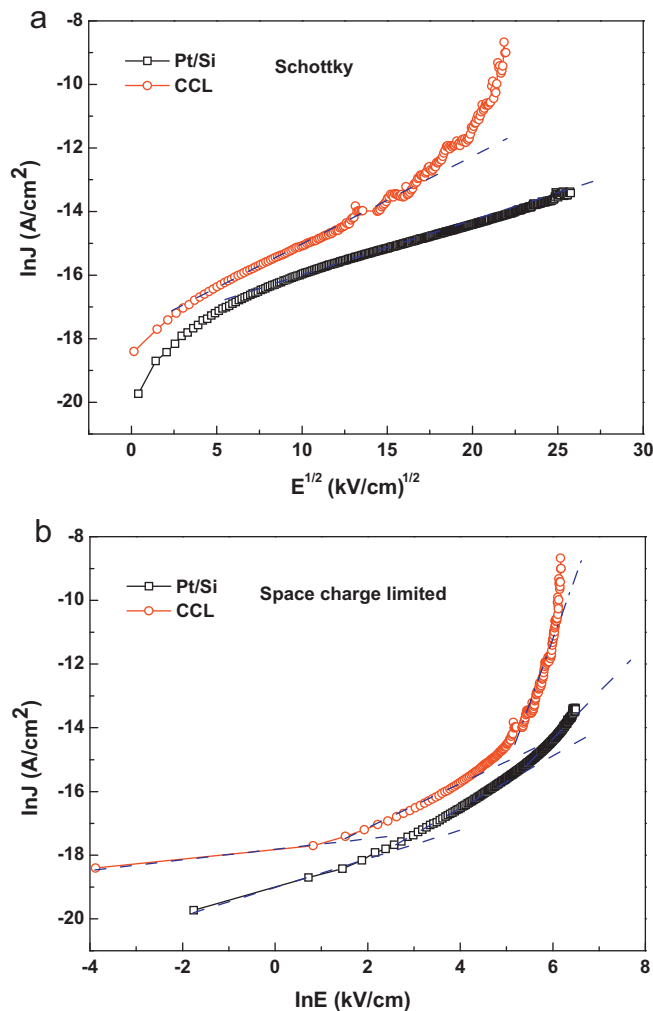 a
-8
-10
-12
-14
-16
-18
-20
lnJ (A/cm²)
Pt/Si
CCL
Schottky
0 5 10 15 20 25 30
E^1/2 (kV/cm)^1/2
b
-8
-10
-12
-14
-16
-18
-20
lnJ (A/cm²)
Pt/Si
CCL
Space charge limited
-4 -2 0 2 4 6 8
lnE (kV/cm)